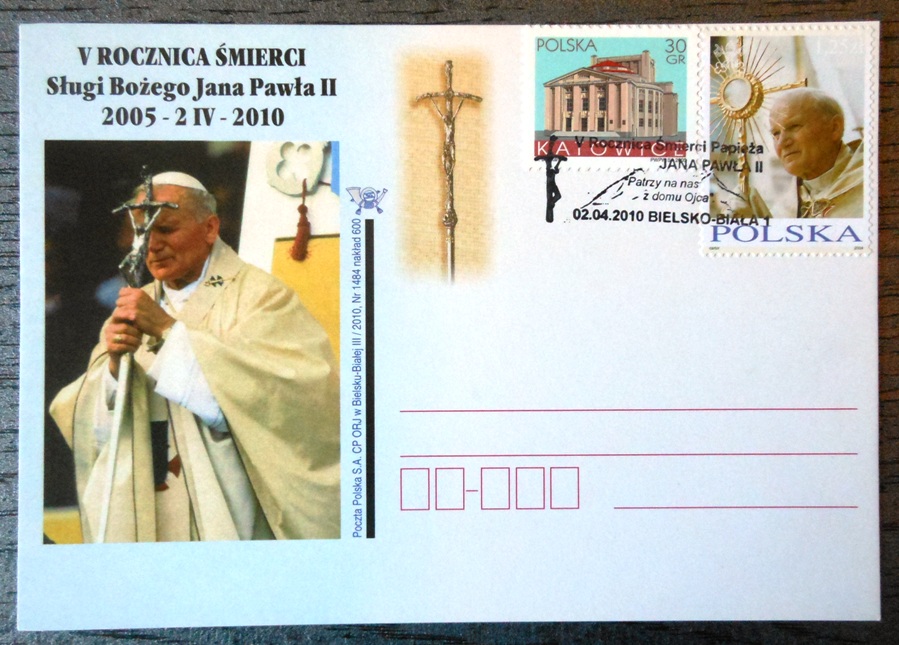 V ROCZNICA ŚMIERCI
Sługi Bożego Jana Pawła II
2005 - 2 IV - 2010
Poczta Polska S.A. CP ORJ w Bielsku-Białej III / 2010, Nr 1484 nakład 600
POLSKA 30
GR
KATOWICE
1,25zł
POLSKA
V Rocznica Śmierci Papieża
JANA PAWŁA II
"Patrzy na nas
z domu Ojca"
02.04.2010 BIELSKO-BIAŁA 1